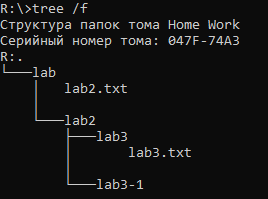 R:\>tree /f
Структура папок тома Home Work
Серийный номер тома: 047F-74A3
R:.
└───lab
    │   lab2.txt
    │
    └───lab2
        ├───lab3
        │       lab3.txt
        │
        └───lab3-1